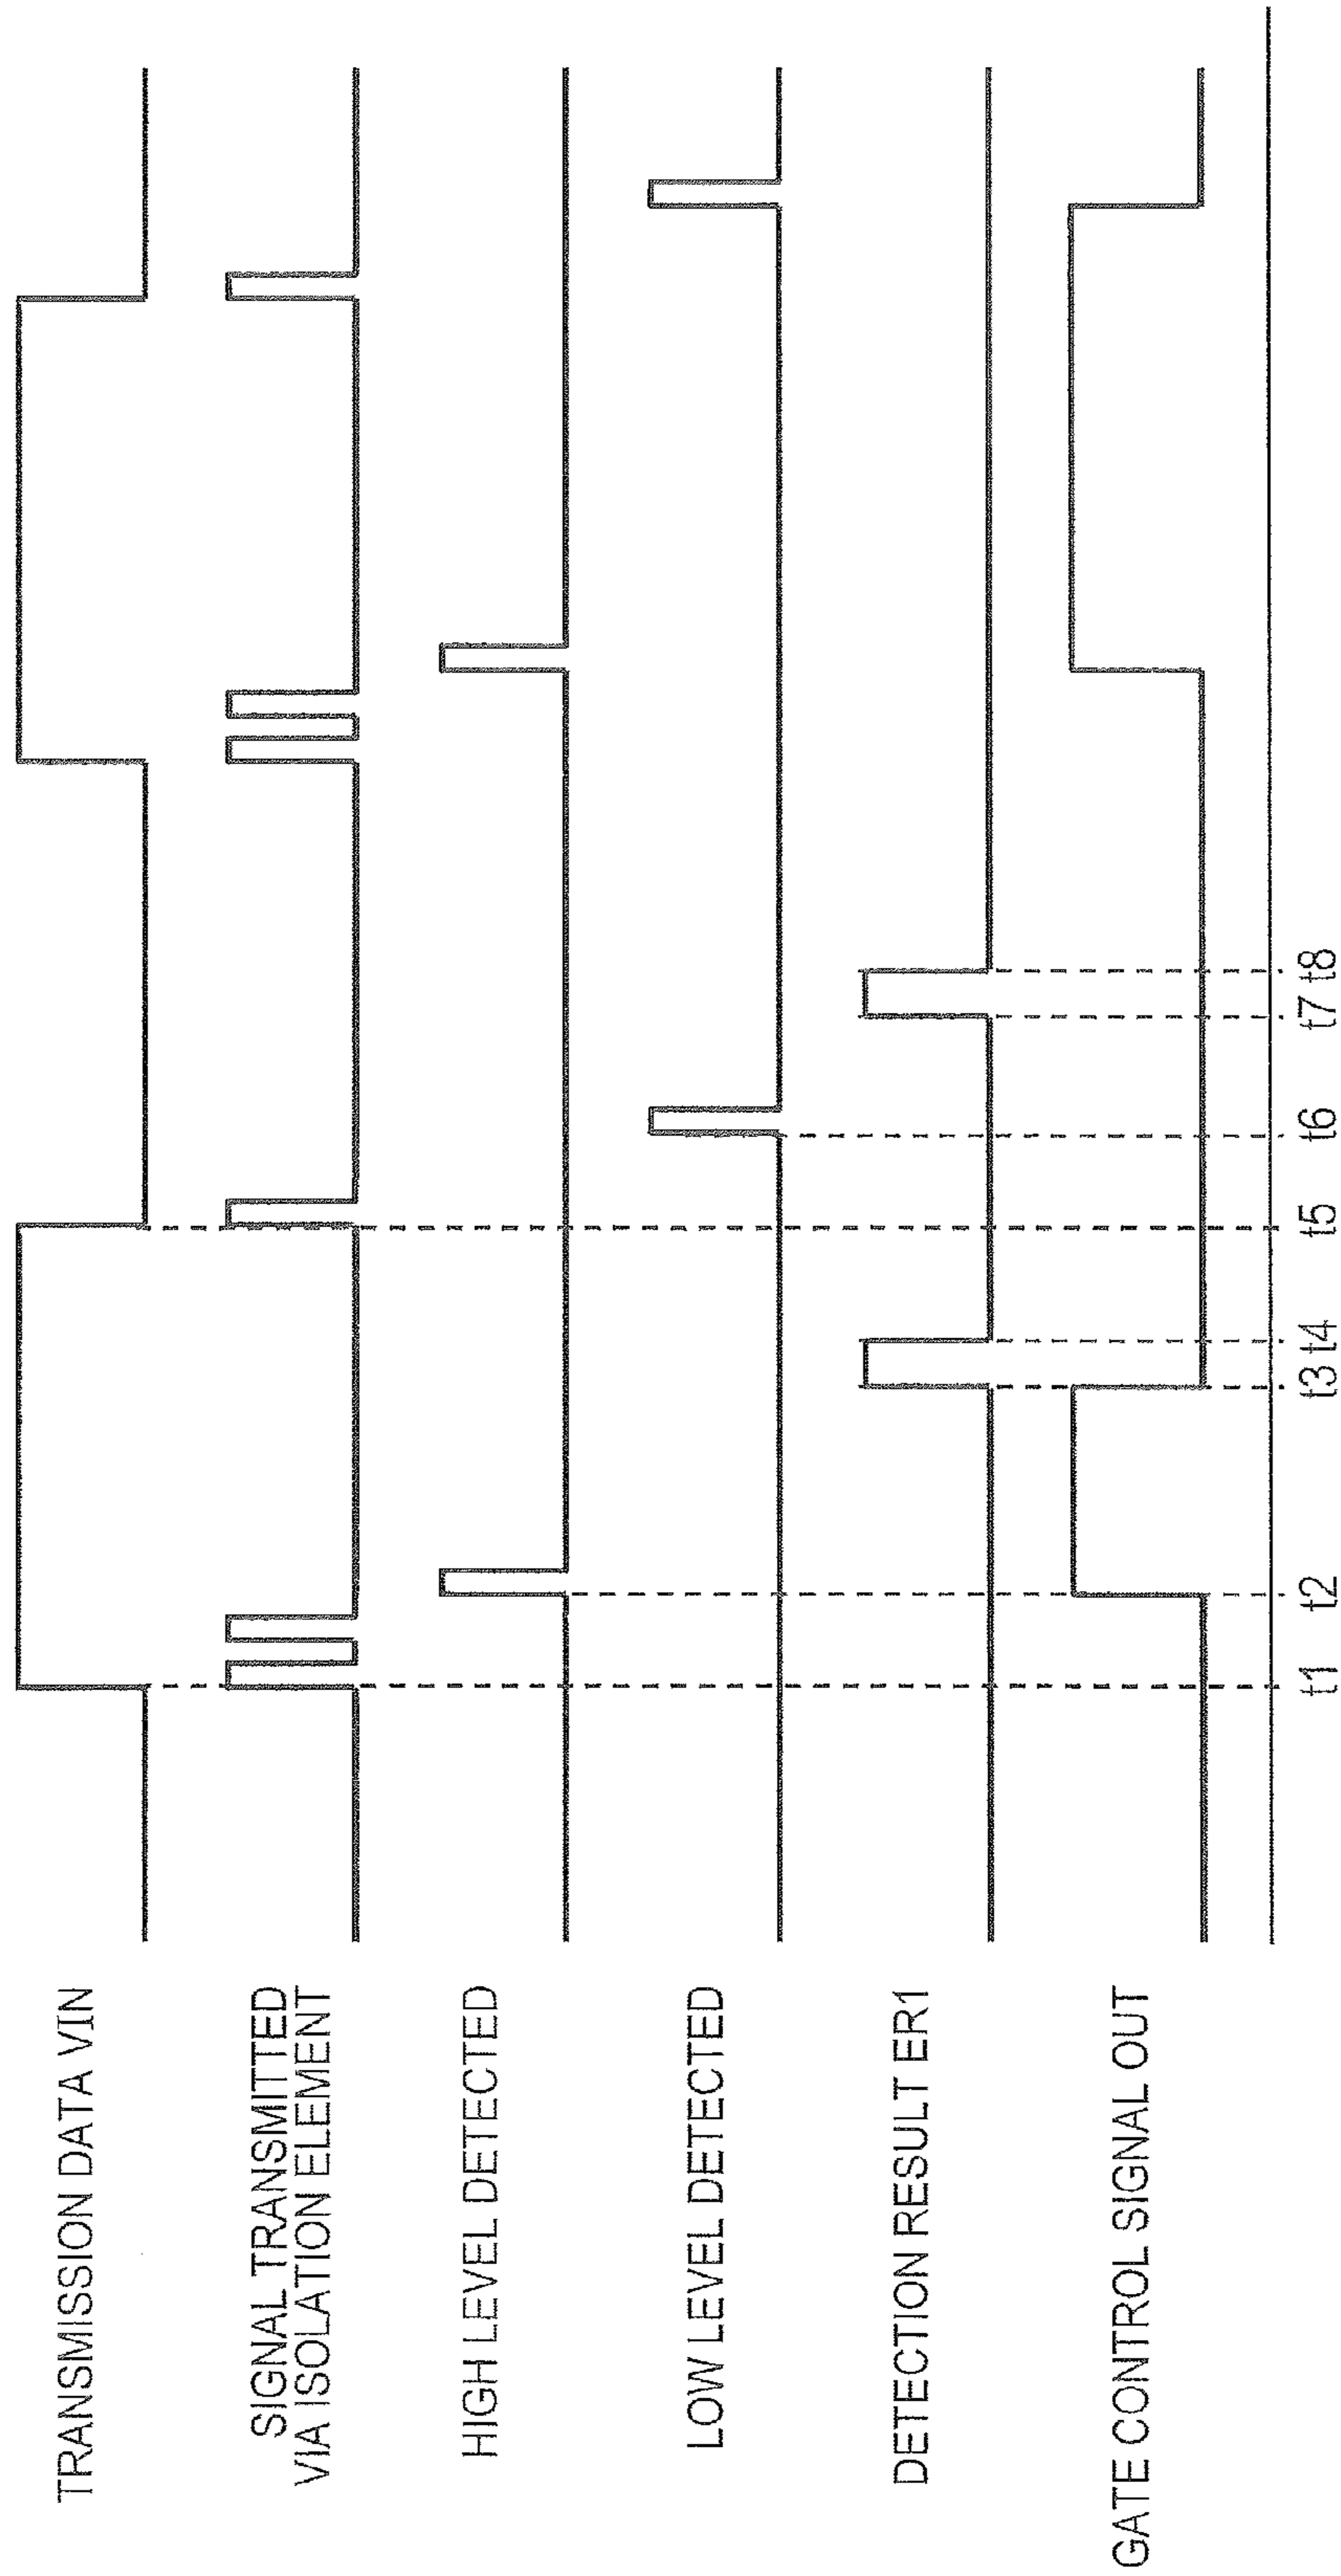 TRANSMISSION DATA VIN
SIGNAL TRANSMITTED
VIA ISOLATION ELEMENT
HIGH LEVEL DETECTED
LOW LEVEL DETECTED
DETECTION RESULT ER1
GATE CONTROL SIGNAL OUT
t1 t2 t3 t4 t5 t6 t7 t8